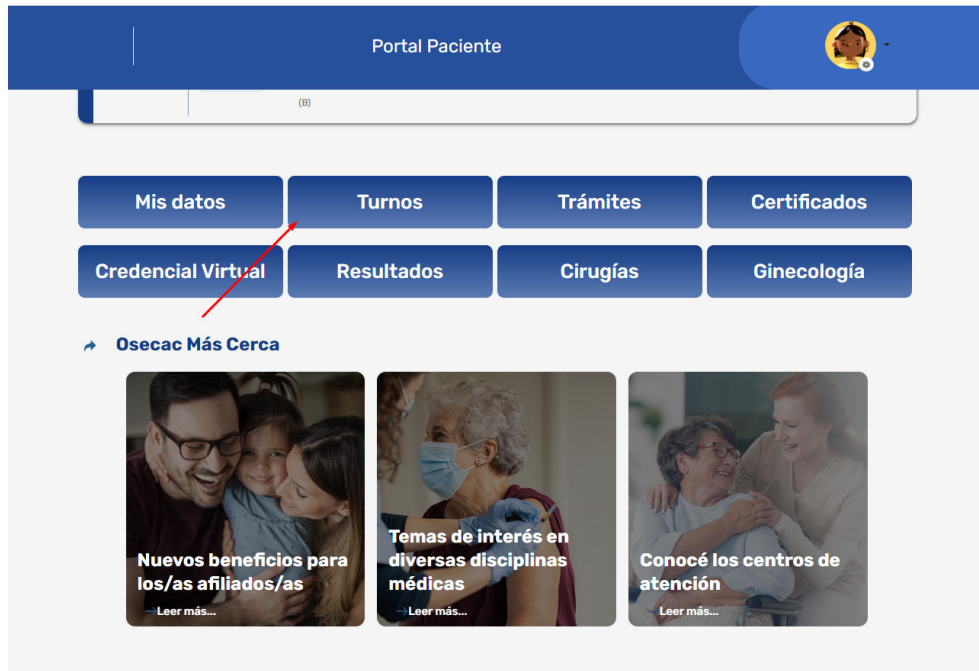 Portal Paciente
(B)
Mis datos
Turnos
Trámites
Certificados
Credencial Virtual
Resultados
Cirugías
Ginecología
Osecac Más Cerca
Nuevos beneficios para
los/as afiliados/as
Leer más...
Temas de interés en
diversas disciplinas
médicas
Leer más...
Conocé los centros de
atención
Leer más...